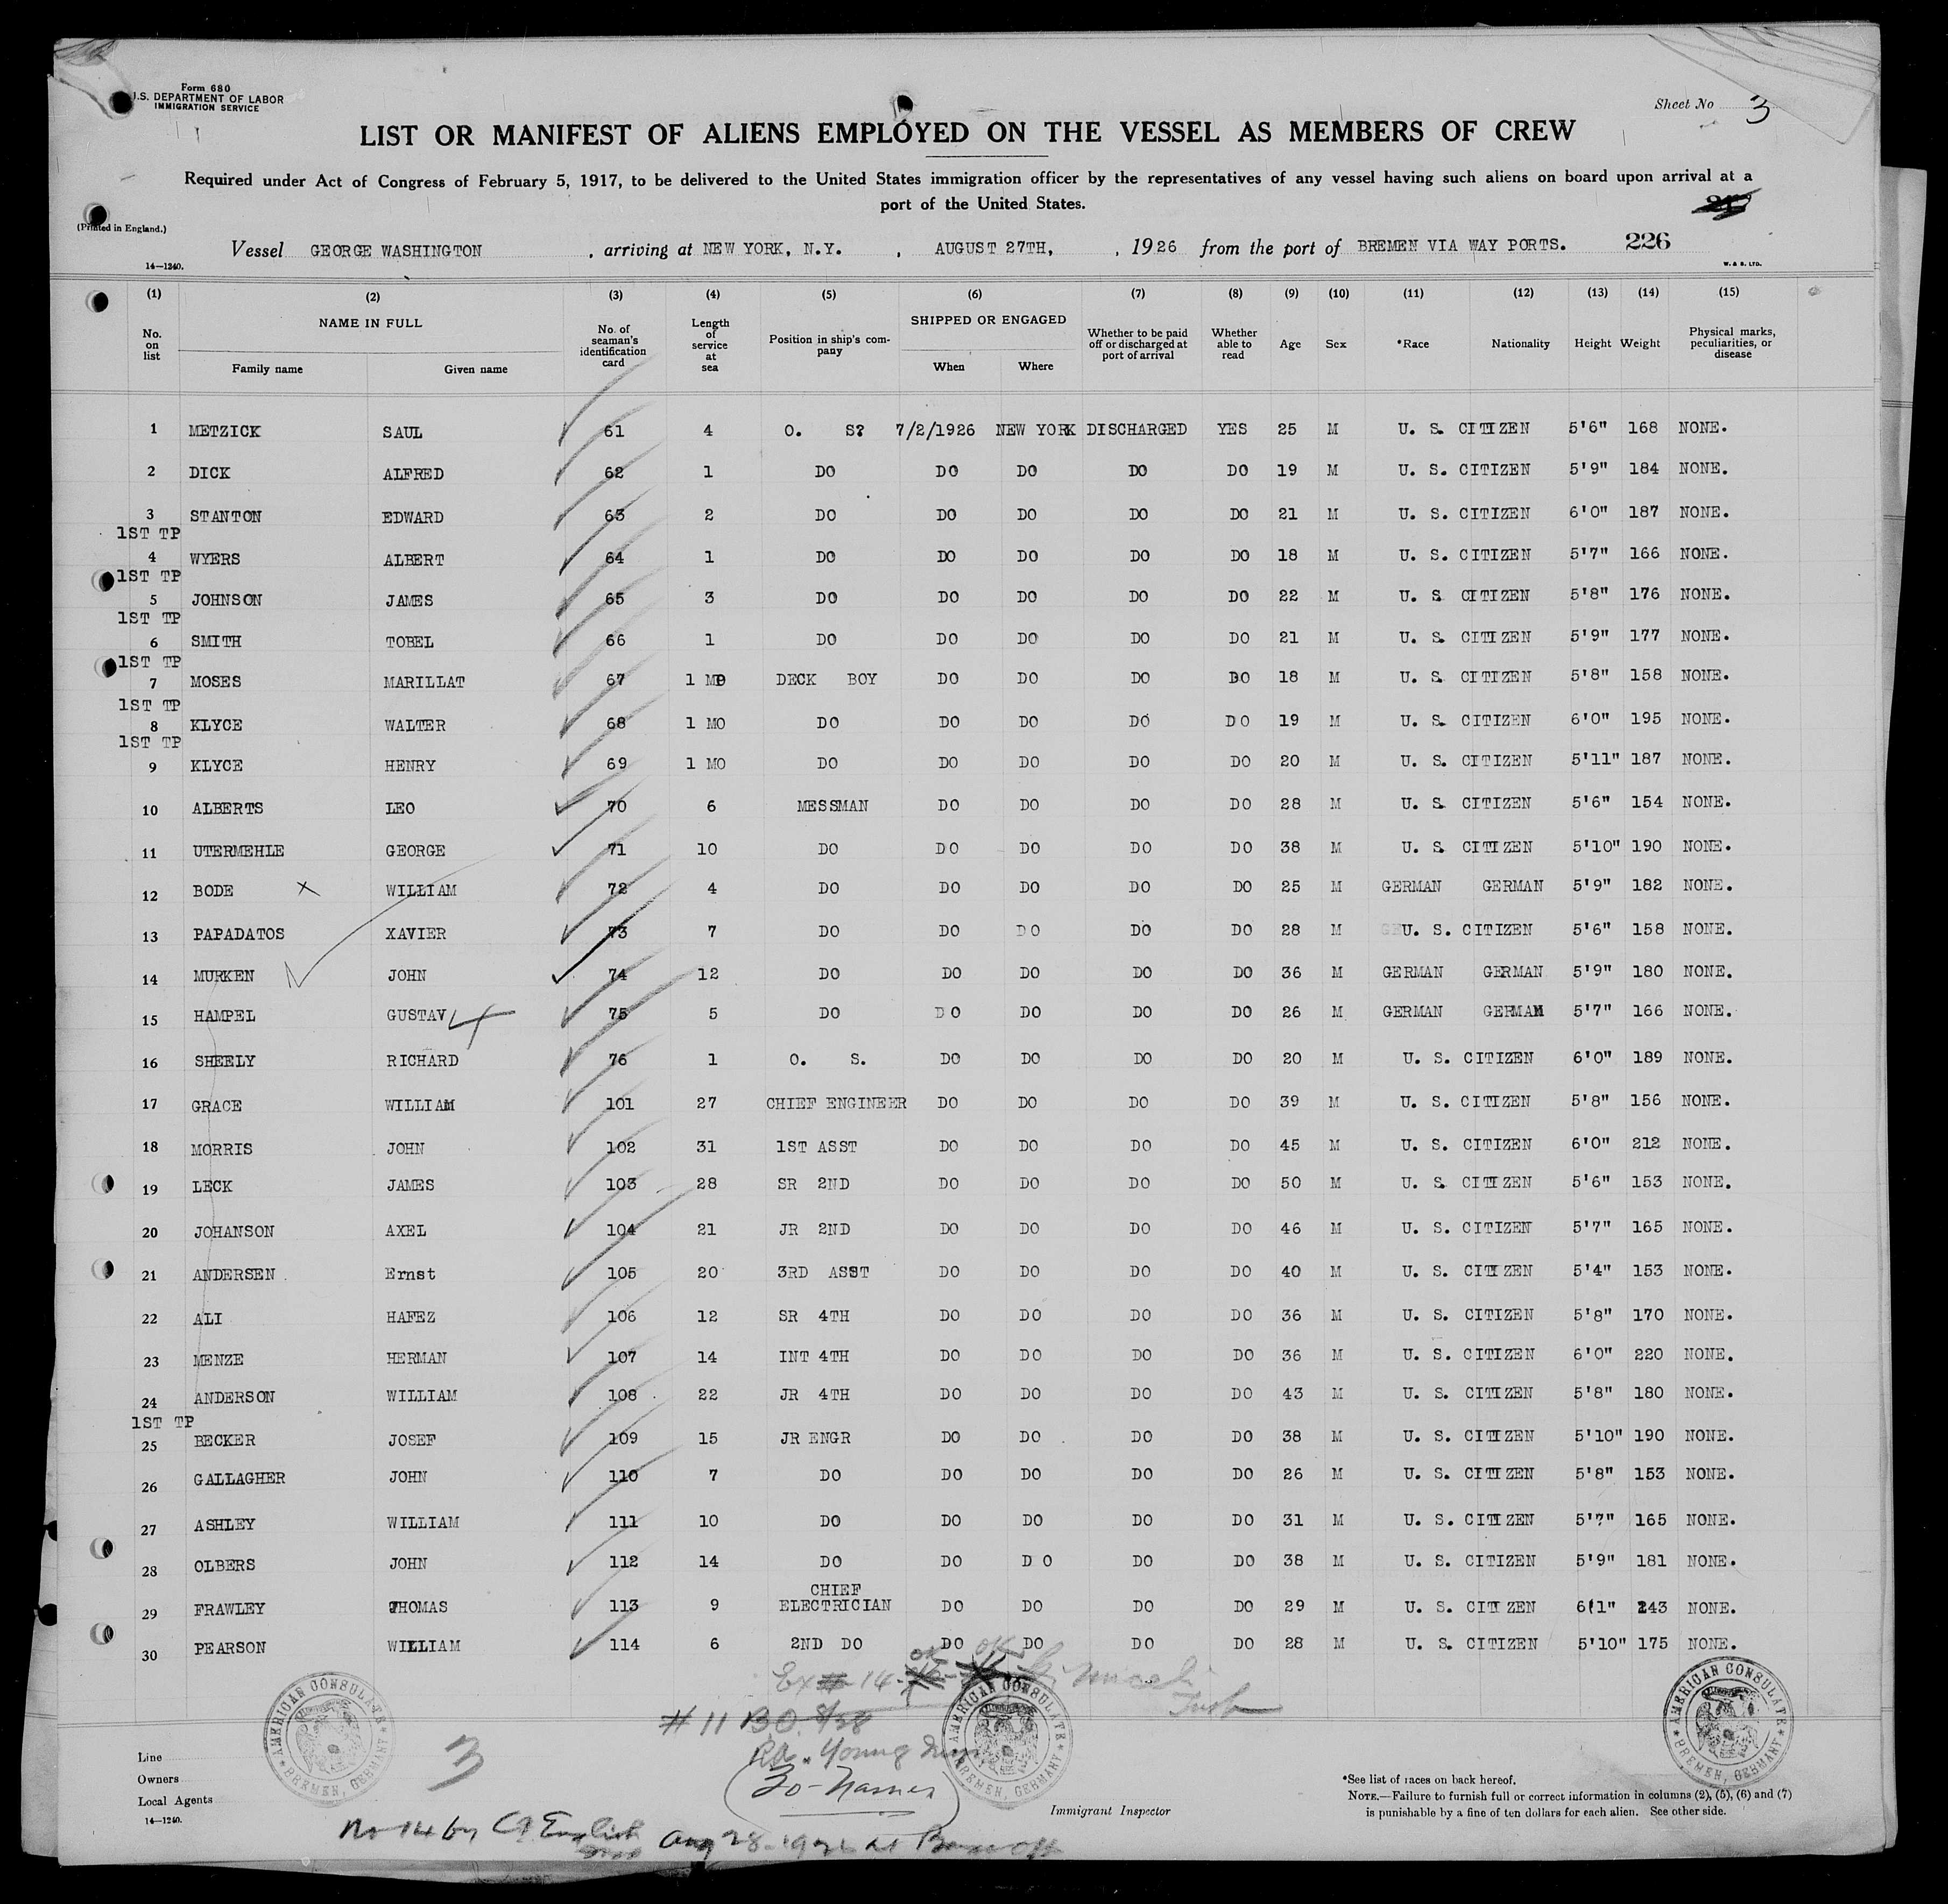 Form 680
U.S. DEPARTMENT OF LABOR
IMMIGRATION SERVICE
Sheet No 3
LIST OR MANIFEST OF ALIENS EMPLOYED ON THE VESSEL AS MEMBERS OF CREW
Required under Act of Congress of February 5, 1917, to be delivered to the United States immigration officer by the representatives of any vessel having such aliens on board upon arrival at a
port of the United States.
(Printed in England.)
Vessel GEORGE WASHINGTON , arriving at NEW YORK, N.Y. , AUGUST 27TH, , 1926 from the port of BREMEN VIA WAY PORTS. 226
14—1240.
W. & S. LTD.
(1) (2) (3) (4) (5) (6) (7) (8) (9) (10) (11) (12) (13) (14) (15)
No. on list NAME IN FULL Family name Given name No. of seaman's identification card Length of service at sea Position in ship's company SHIPPED OR ENGAGED When Where Whether to be paid off or discharged at port of arrival Whether able to read Age Sex *Race Nationality Height Weight Physical marks, peculiarities, or disease
1 METZICK SAUL 61 4 O. S? 7/2/1926 NEW YORK DISCHARGED YES 25 M U. S. CITIZEN 5'6" 168 NONE.
2 DICK ALFRED 62 1 DO DO DO DO DO 19 M U. S. CITIZEN 5'9" 184 NONE.
3 STANTON EDWARD 63 2 DO DO DO DO DO 21 M U. S. CITIZEN 6'0" 187 NONE.
1ST TP
4 WYERS ALBERT 64 1 DO DO DO DO DO 18 M U. S. CITIZEN 5'7" 166 NONE.
1ST TP
5 JOHNSON JAMES 65 3 DO DO DO DO DO 22 M U. S. CITIZEN 5'8" 176 NONE.
1ST TP
6 SMITH TOBEL 66 1 DO DO DO DO DO 21 M U. S. CITIZEN 5'9" 177 NONE.
1ST TP
7 MOSES MARILLAT 67 1 MO DECK BOY DO DO DO DO 18 M U. S. CITIZEN 5'8" 158 NONE.
1ST TP
8 KLYCE WALTER 68 1 MO DO DO DO DO DO 19 M U. S. CITIZEN 6'0" 195 NONE.
1ST TP
9 KLYCE HENRY 69 1 MO DO DO DO DO DO 20 M U. S. CITIZEN 5'11" 187 NONE.
10 ALBERTS LEO 70 6 MESSMAN DO DO DO DO 28 M U. S. CITIZEN 5'6" 154 NONE.
11 UTERMEHLE GEORGE 71 10 DO DO DO DO DO 38 M U. S. CITIZEN 5'10" 190 NONE.
12 BODE X WILLIAM 72 4 DO DO DO DO DO 25 M GERMAN GERMAN 5'9" 182 NONE.
13 PAPADATOS XAVIER 73 7 DO DO DO DO DO 28 M U. S. CITIZEN 5'6" 158 NONE.
14 MURKEN JOHN 74 12 DO DO DO DO DO 36 M GERMAN GERMAN 5'9" 180 NONE.
15 HAMPEL GUSTAV 75 5 DO DO DO DO DO 26 M GERMAN GERMAN 5'7" 166 NONE.
16 SHEELY RICHARD 76 1 O. S. DO DO DO DO 20 M U. S. CITIZEN 6'0" 189 NONE.
17 GRACE WILLIAM 101 27 CHIEF ENGINEER DO DO DO DO 39 M U. S. CITIZEN 5'8" 156 NONE.
18 MORRIS JOHN 102 31 1ST ASST DO DO DO DO 45 M U. S. CITIZEN 6'0" 212 NONE.
19 LECK JAMES 103 28 SR 2ND DO DO DO DO 50 M U. S. CITIZEN 5'6" 153 NONE.
20 JOHANSON AXEL 104 21 JR 2ND DO DO DO DO 46 M U. S. CITIZEN 5'7" 165 NONE.
21 ANDERSEN Ernst 105 20 3RD ASST DO DO DO DO 40 M U. S. CITIZEN 5'4" 153 NONE.
22 ALI HAFEZ 106 12 SR 4TH DO DO DO DO 36 M U. S. CITIZEN 5'8" 170 NONE.
23 MENZE HERMAN 107 14 INT 4TH DO DO DO DO 36 M U. S. CITIZEN 6'0" 220 NONE.
24 ANDERSON WILLIAM 108 22 JR 4TH DO DO DO DO 43 M U. S. CITIZEN 5'8" 180 NONE.
1ST TP
25 BECKER JOSEF 109 15 JR ENGR DO DO DO DO 38 M U. S. CITIZEN 5'10" 190 NONE.
26 GALLAGHER JOHN 110 7 DO DO DO DO DO 26 M U. S. CITIZEN 5'8" 153 NONE.
27 ASHLEY WILLIAM 111 10 DO DO DO DO DO 31 M U. S. CITIZEN 5'7" 165 NONE.
28 OLBERS JOHN 112 14 DO DO DO DO DO 38 M U. S. CITIZEN 5'9" 181 NONE.
29 FRAWLEY THOMAS 113 9 CHIEF ELECTRICIAN DO DO DO DO 29 M U. S. CITIZEN 6'1" 243 NONE.
30 PEARSON WILLIAM 114 6 2ND DO DO DO DO DO 28 M U. S. CITIZEN 5'10" 175 NONE.
OK OK
Ex 14
# 11 BO 8/28
AMERICAN CONSULATE BREMEN, GERMANY
AMERICAN CONSULATE BREMEN, GERMANY
AMERICAN CONSULATE BREMEN, GERMANY
3
(30-Names)
Line
Owners
Local Agents
14—1240.
Immigrant Inspector
*See list of races on back hereof.
NOTE.—Failure to furnish full or correct information in columns (2), (5), (6) and (7)
is punishable by a fine of ten dollars for each alien. See other side.
No 14 by English Aug 28-1926 at